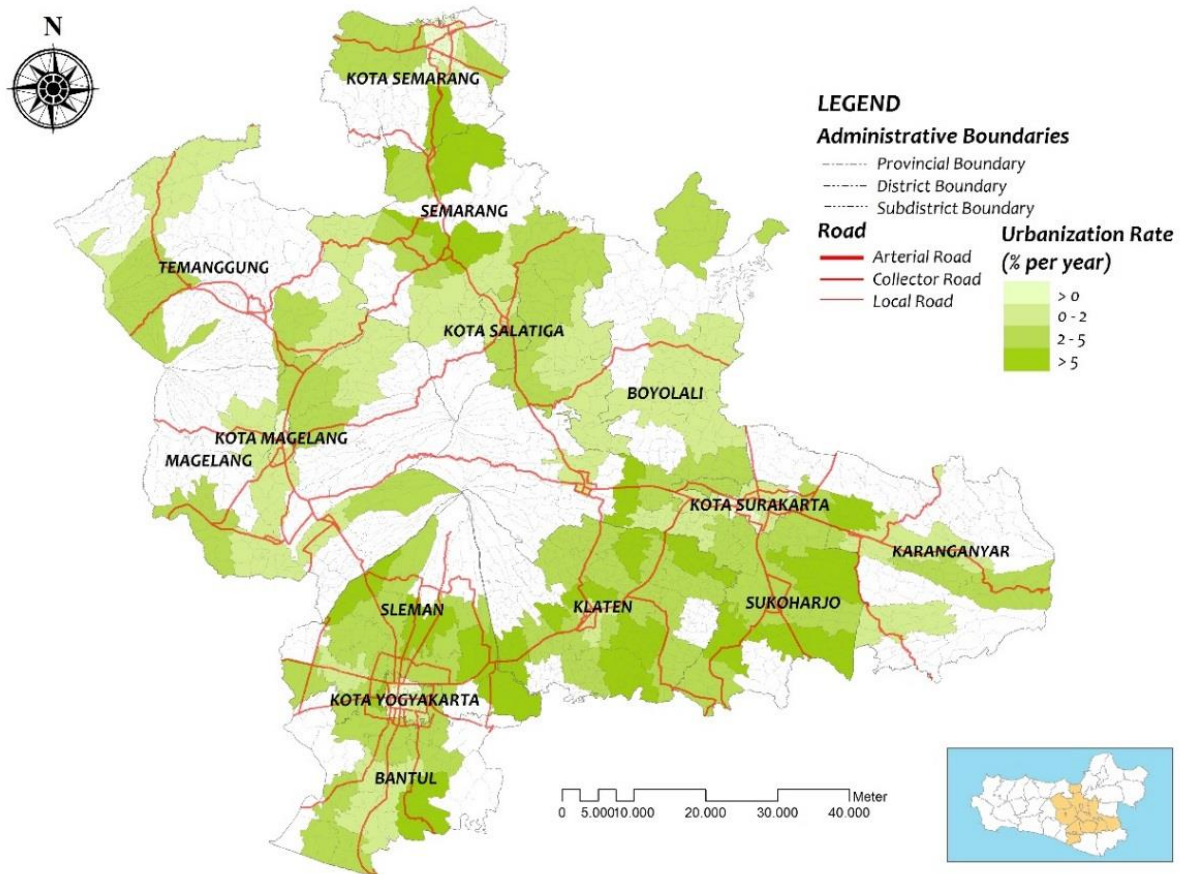 N
KOTA SEMARANG
SEMARANG
TEMANGGUNG
KOTA SALATIGA
BOYOLALI
KOTA MAGELANG
MAGELANG
KOTA SURAKARTA
KARANGANYAR
SLEMAN
KLATEN
SUKOHARJO
KOTA YOGYAKARTA
BANTUL
LEGEND
Administrative Boundaries
Provincial Boundary
District Boundary
Subdistrict Boundary
Road
Arterial Road
Collector Road
Local Road
Urbanization Rate
(% per year)
> 0
0 - 2
2 - 5
> 5
Meter
0 5.000 10.000 20.000 30.000 40.000